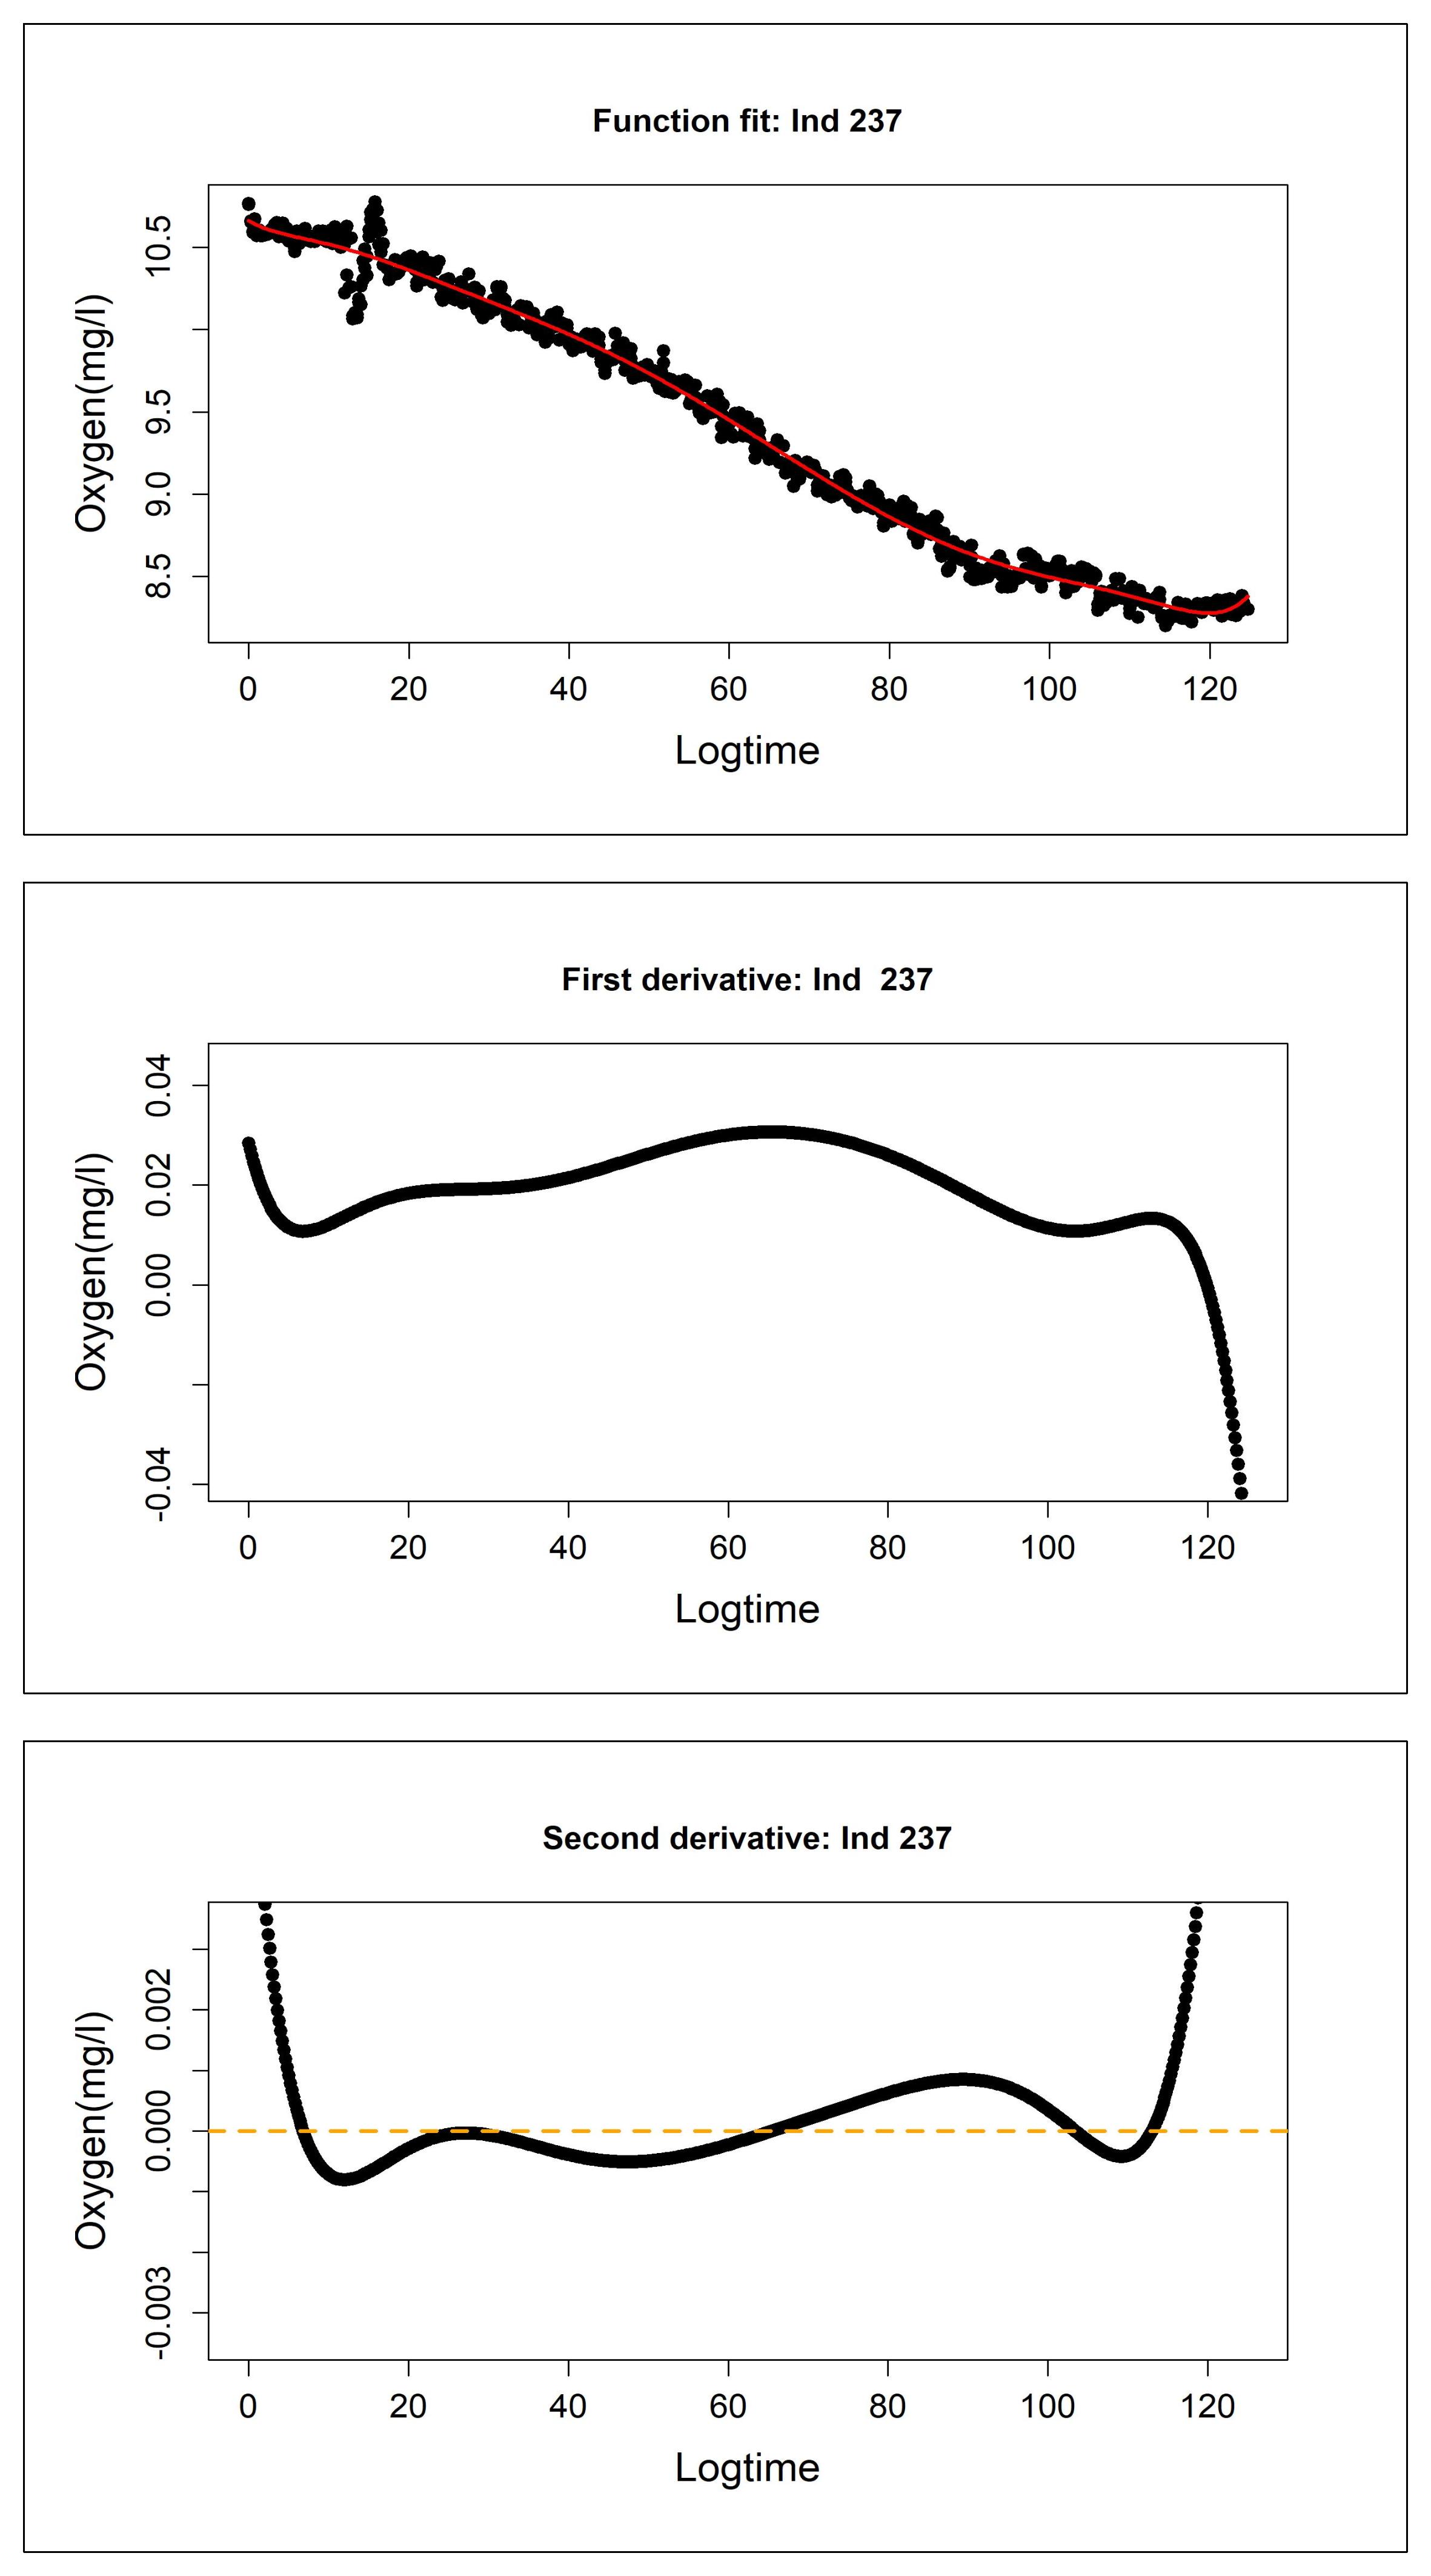 Function fit: Ind 237
Oxygen(mg/l)
10.5
9.5
9.0
8.5
0 20 40 60 80 100 120
Logtime
First derivative: Ind  237
Oxygen(mg/l)
0.04
0.02
0.00
-0.04
0 20 40 60 80 100 120
Logtime
Second derivative: Ind 237
Oxygen(mg/l)
0.002
0.000
-0.003
0 20 40 60 80 100 120
Logtime